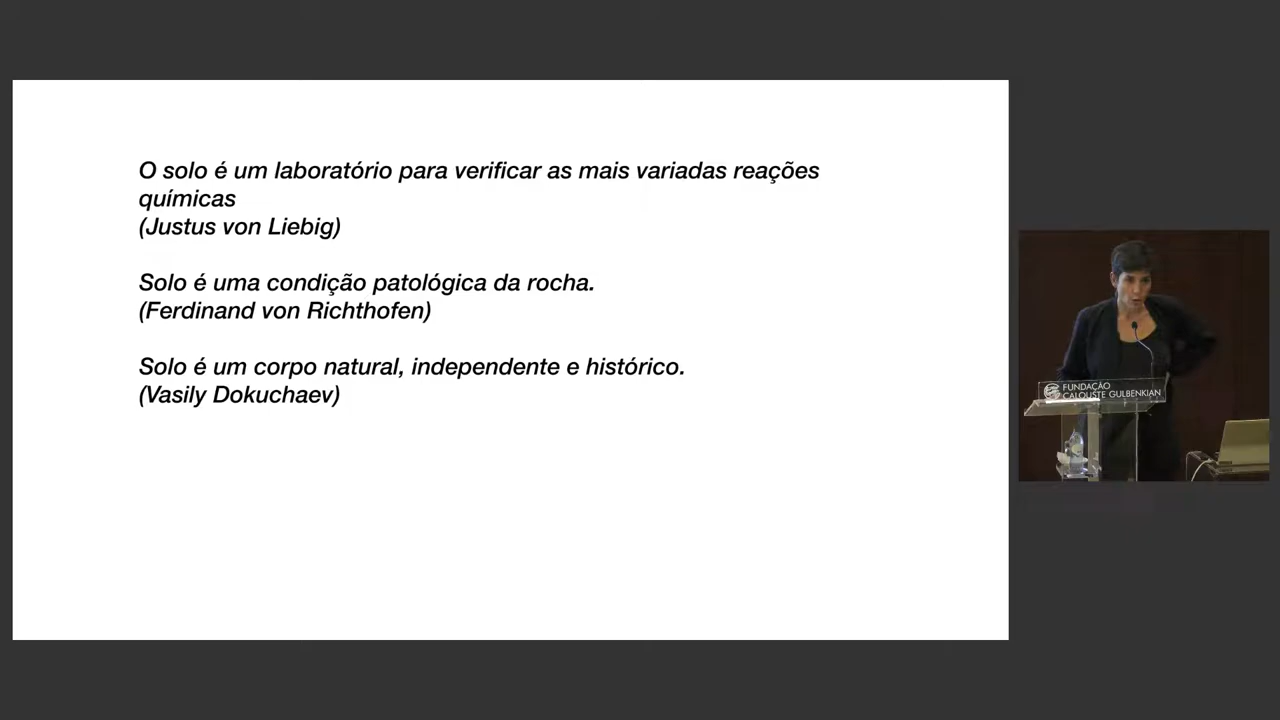 O solo é um laboratório para verificar as mais variadas reações
químicas
(Justus von Liebig)
Solo é uma condição patológica da rocha.
(Ferdinand von Richthofen)
Solo é um corpo natural, independente e histórico.
(Vasily Dokuchaev)
FUNDAÇÃO
CALOUSTE GULBENKIAN